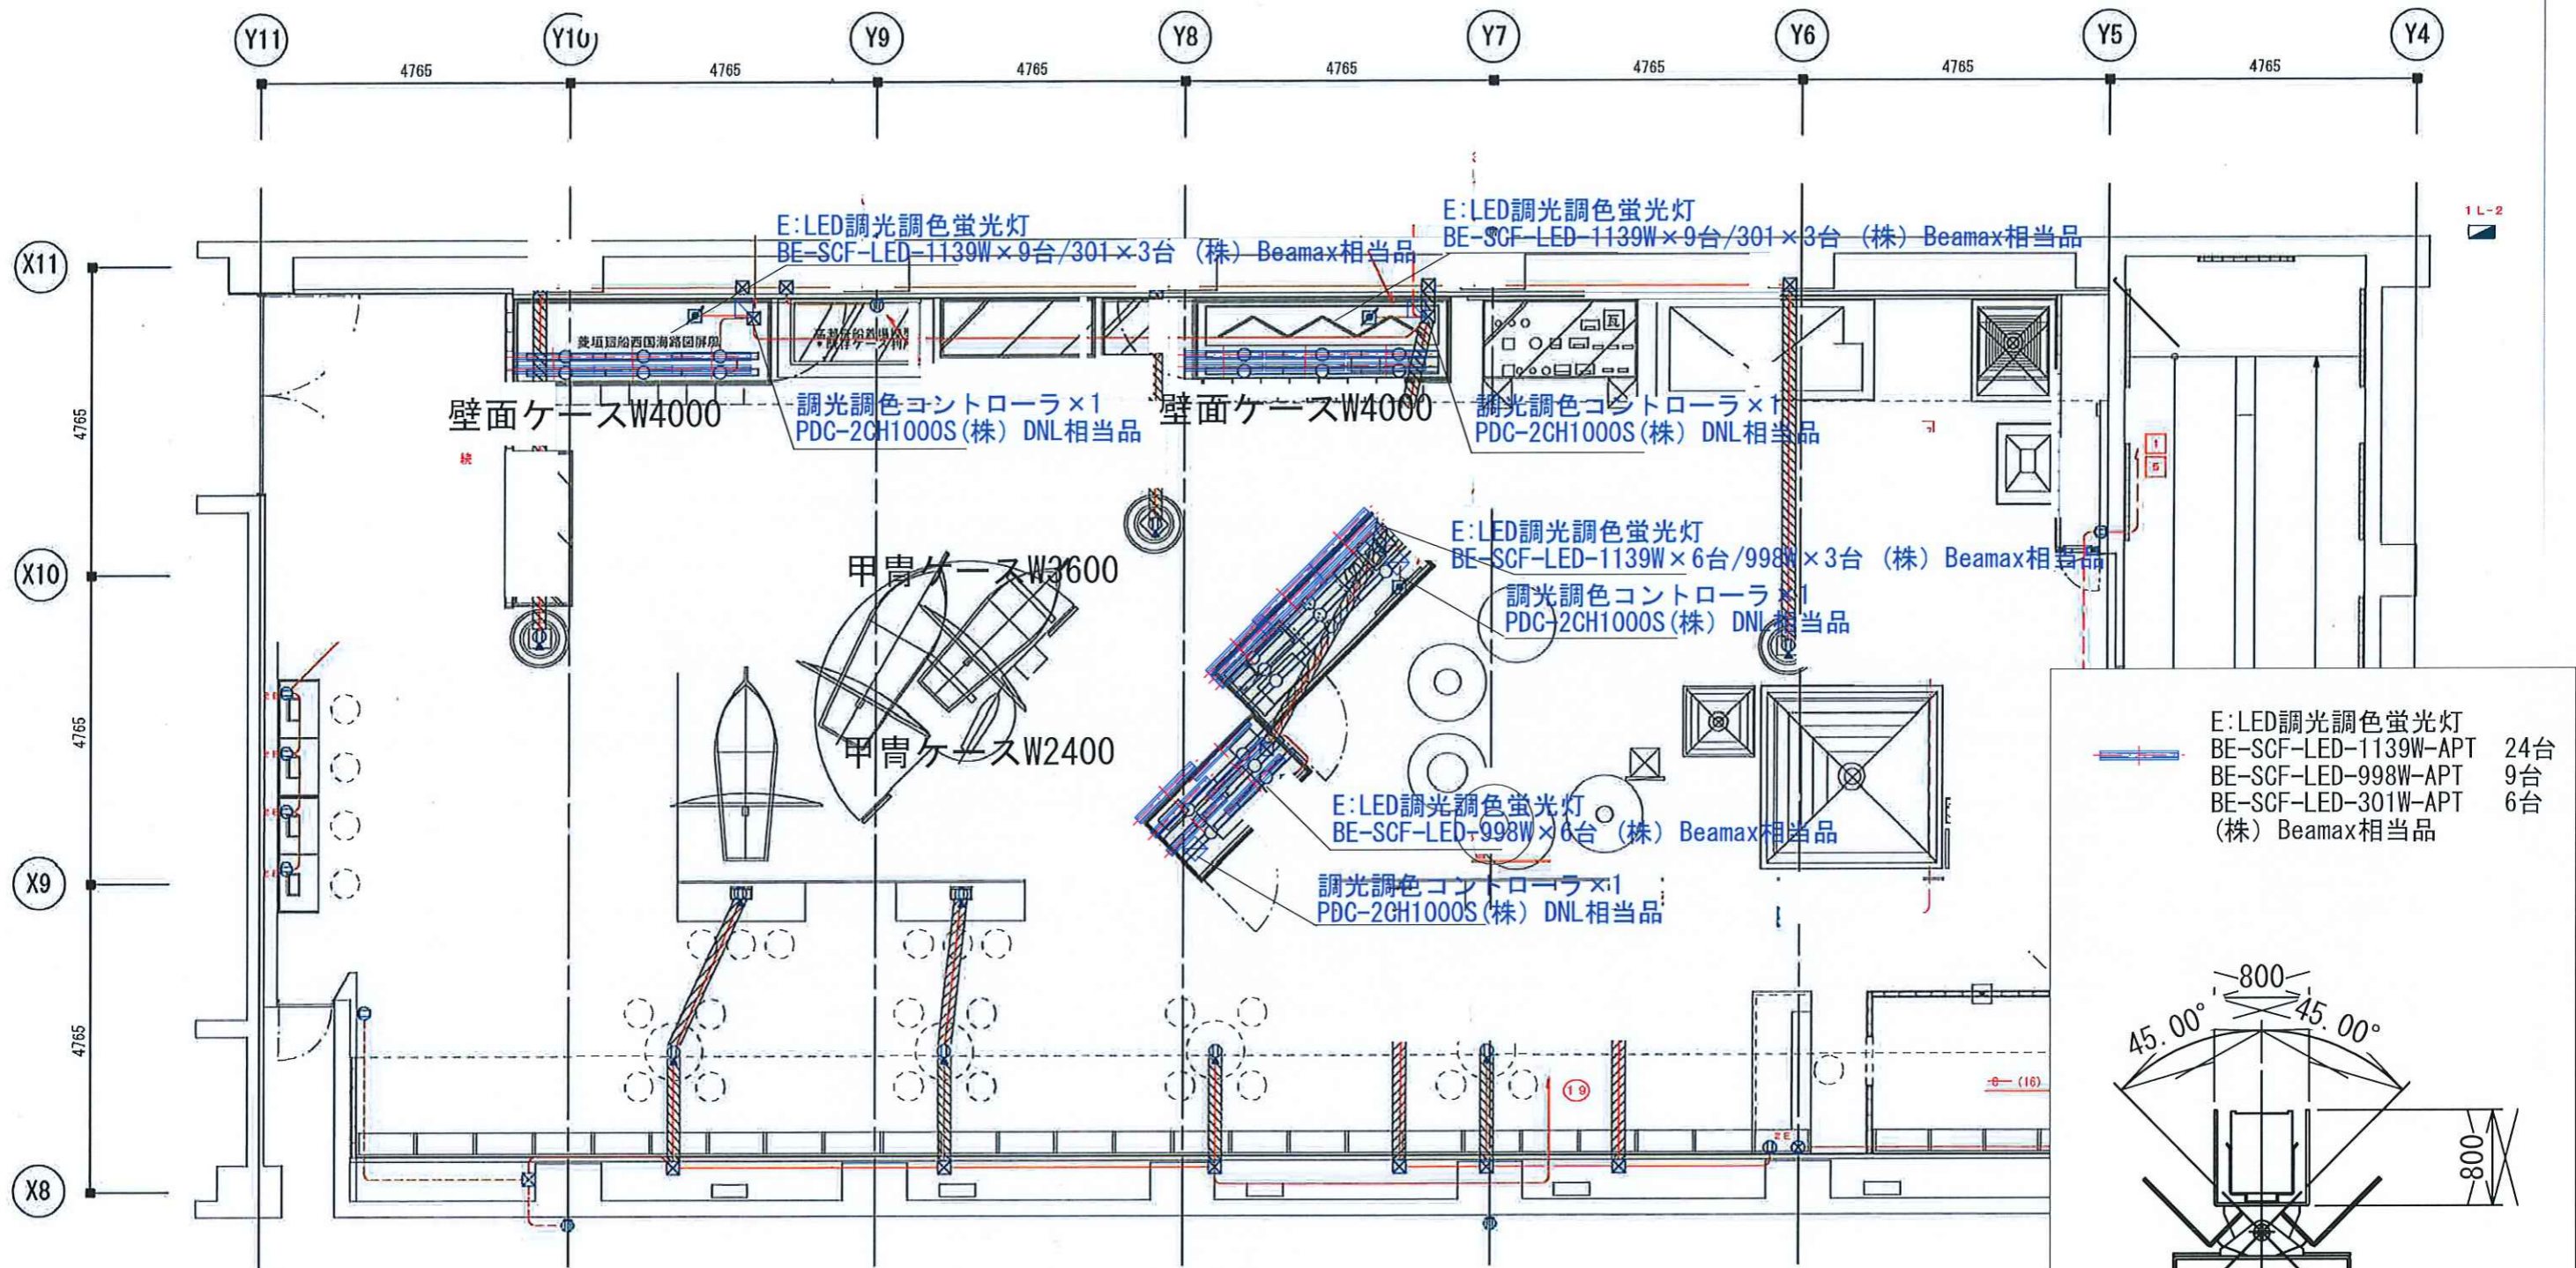 Y11
Y10
Y9
Y8
Y7
Y6
Y5
Y4
4765
4765
4765
4765
4765
4765
4765
X11
X10
X9
X8
4765
4765
4765
1L-2
E:LED調光調色蛍光灯
BE-SCF-LED-1139W×9台/301×3台 (株) Beamax相当品
E:LED調光調色蛍光灯
BE-SCF-LED-1139W×9台/301×3台 (株) Beamax相当品
瓦
壁面ケースW4000
調光調色コントローラ×1
PDC-2CH1000S(株) DNL相当品
壁面ケースW4000
調光調色コントローラ×1
PDC-2CH1000S(株) DNL相当品
E:LED調光調色蛍光灯
BE-SCF-LED-1139W×6台/998W×3台 (株) Beamax相当品
調光調色コントローラ×1
PDC-2CH1000S(株) DNL相当品
甲冑ケースW3600
甲冑ケースW2400
E:LED調光調色蛍光灯
BE-SCF-LED-998W×6台 (株) Beamax相当品
調光調色コントローラ×1
PDC-2CH1000S(株) DNL相当品
E:LED調光調色蛍光灯
BE-SCF-LED-1139W-APT 24台
BE-SCF-LED-998W-APT 9台
BE-SCF-LED-301W-APT 6台
(株) Beamax相当品
800
45.00°
45.00°
800
19
(16)
2E